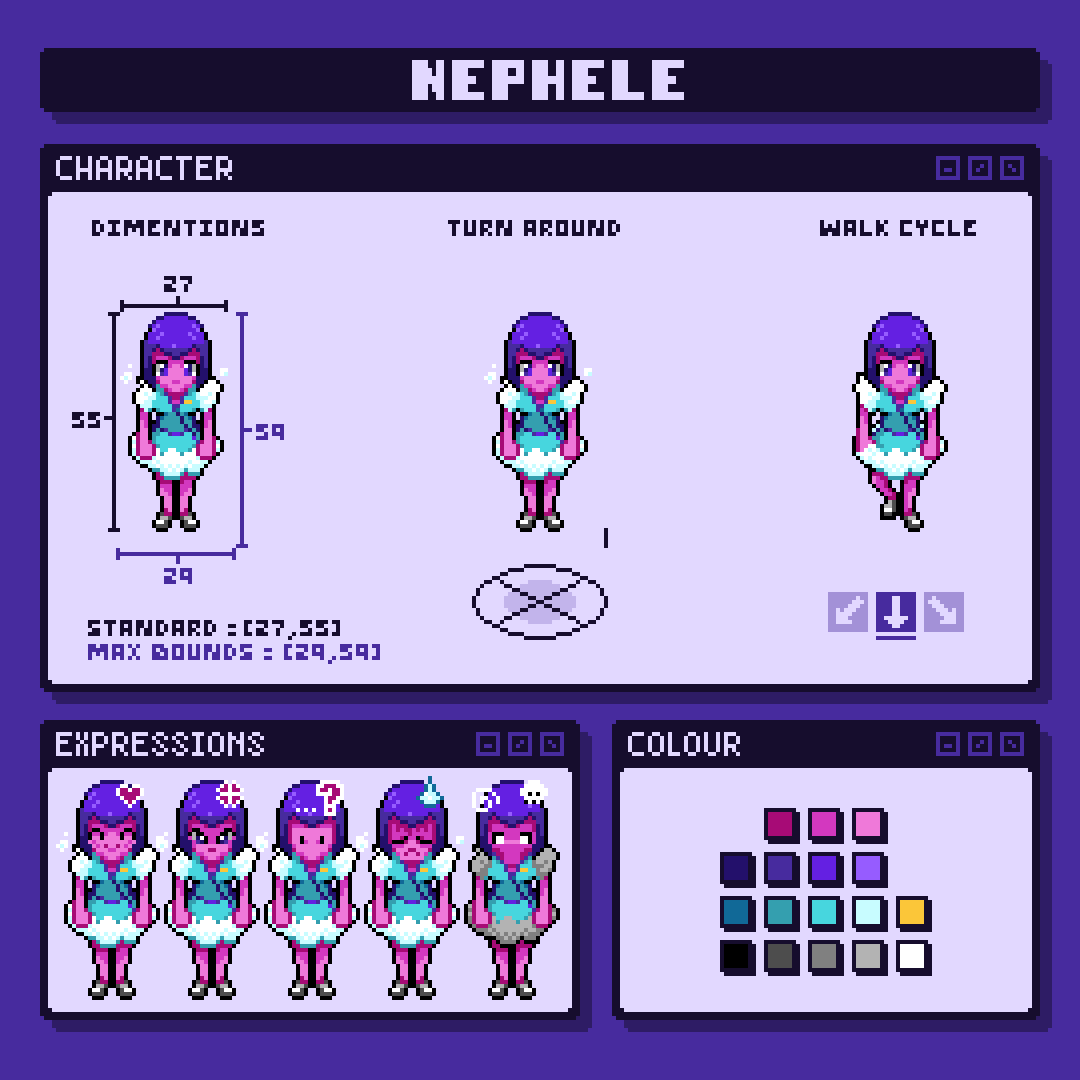 NEPHELE
CHARACTER
DIMENTIONS
TURN AROUND
WALK CYCLE
27
55
59
29
STANDARD :[27,55]
MAX BOUNDS : [29,59]
EXPRESSIONS
COLOUR
...?